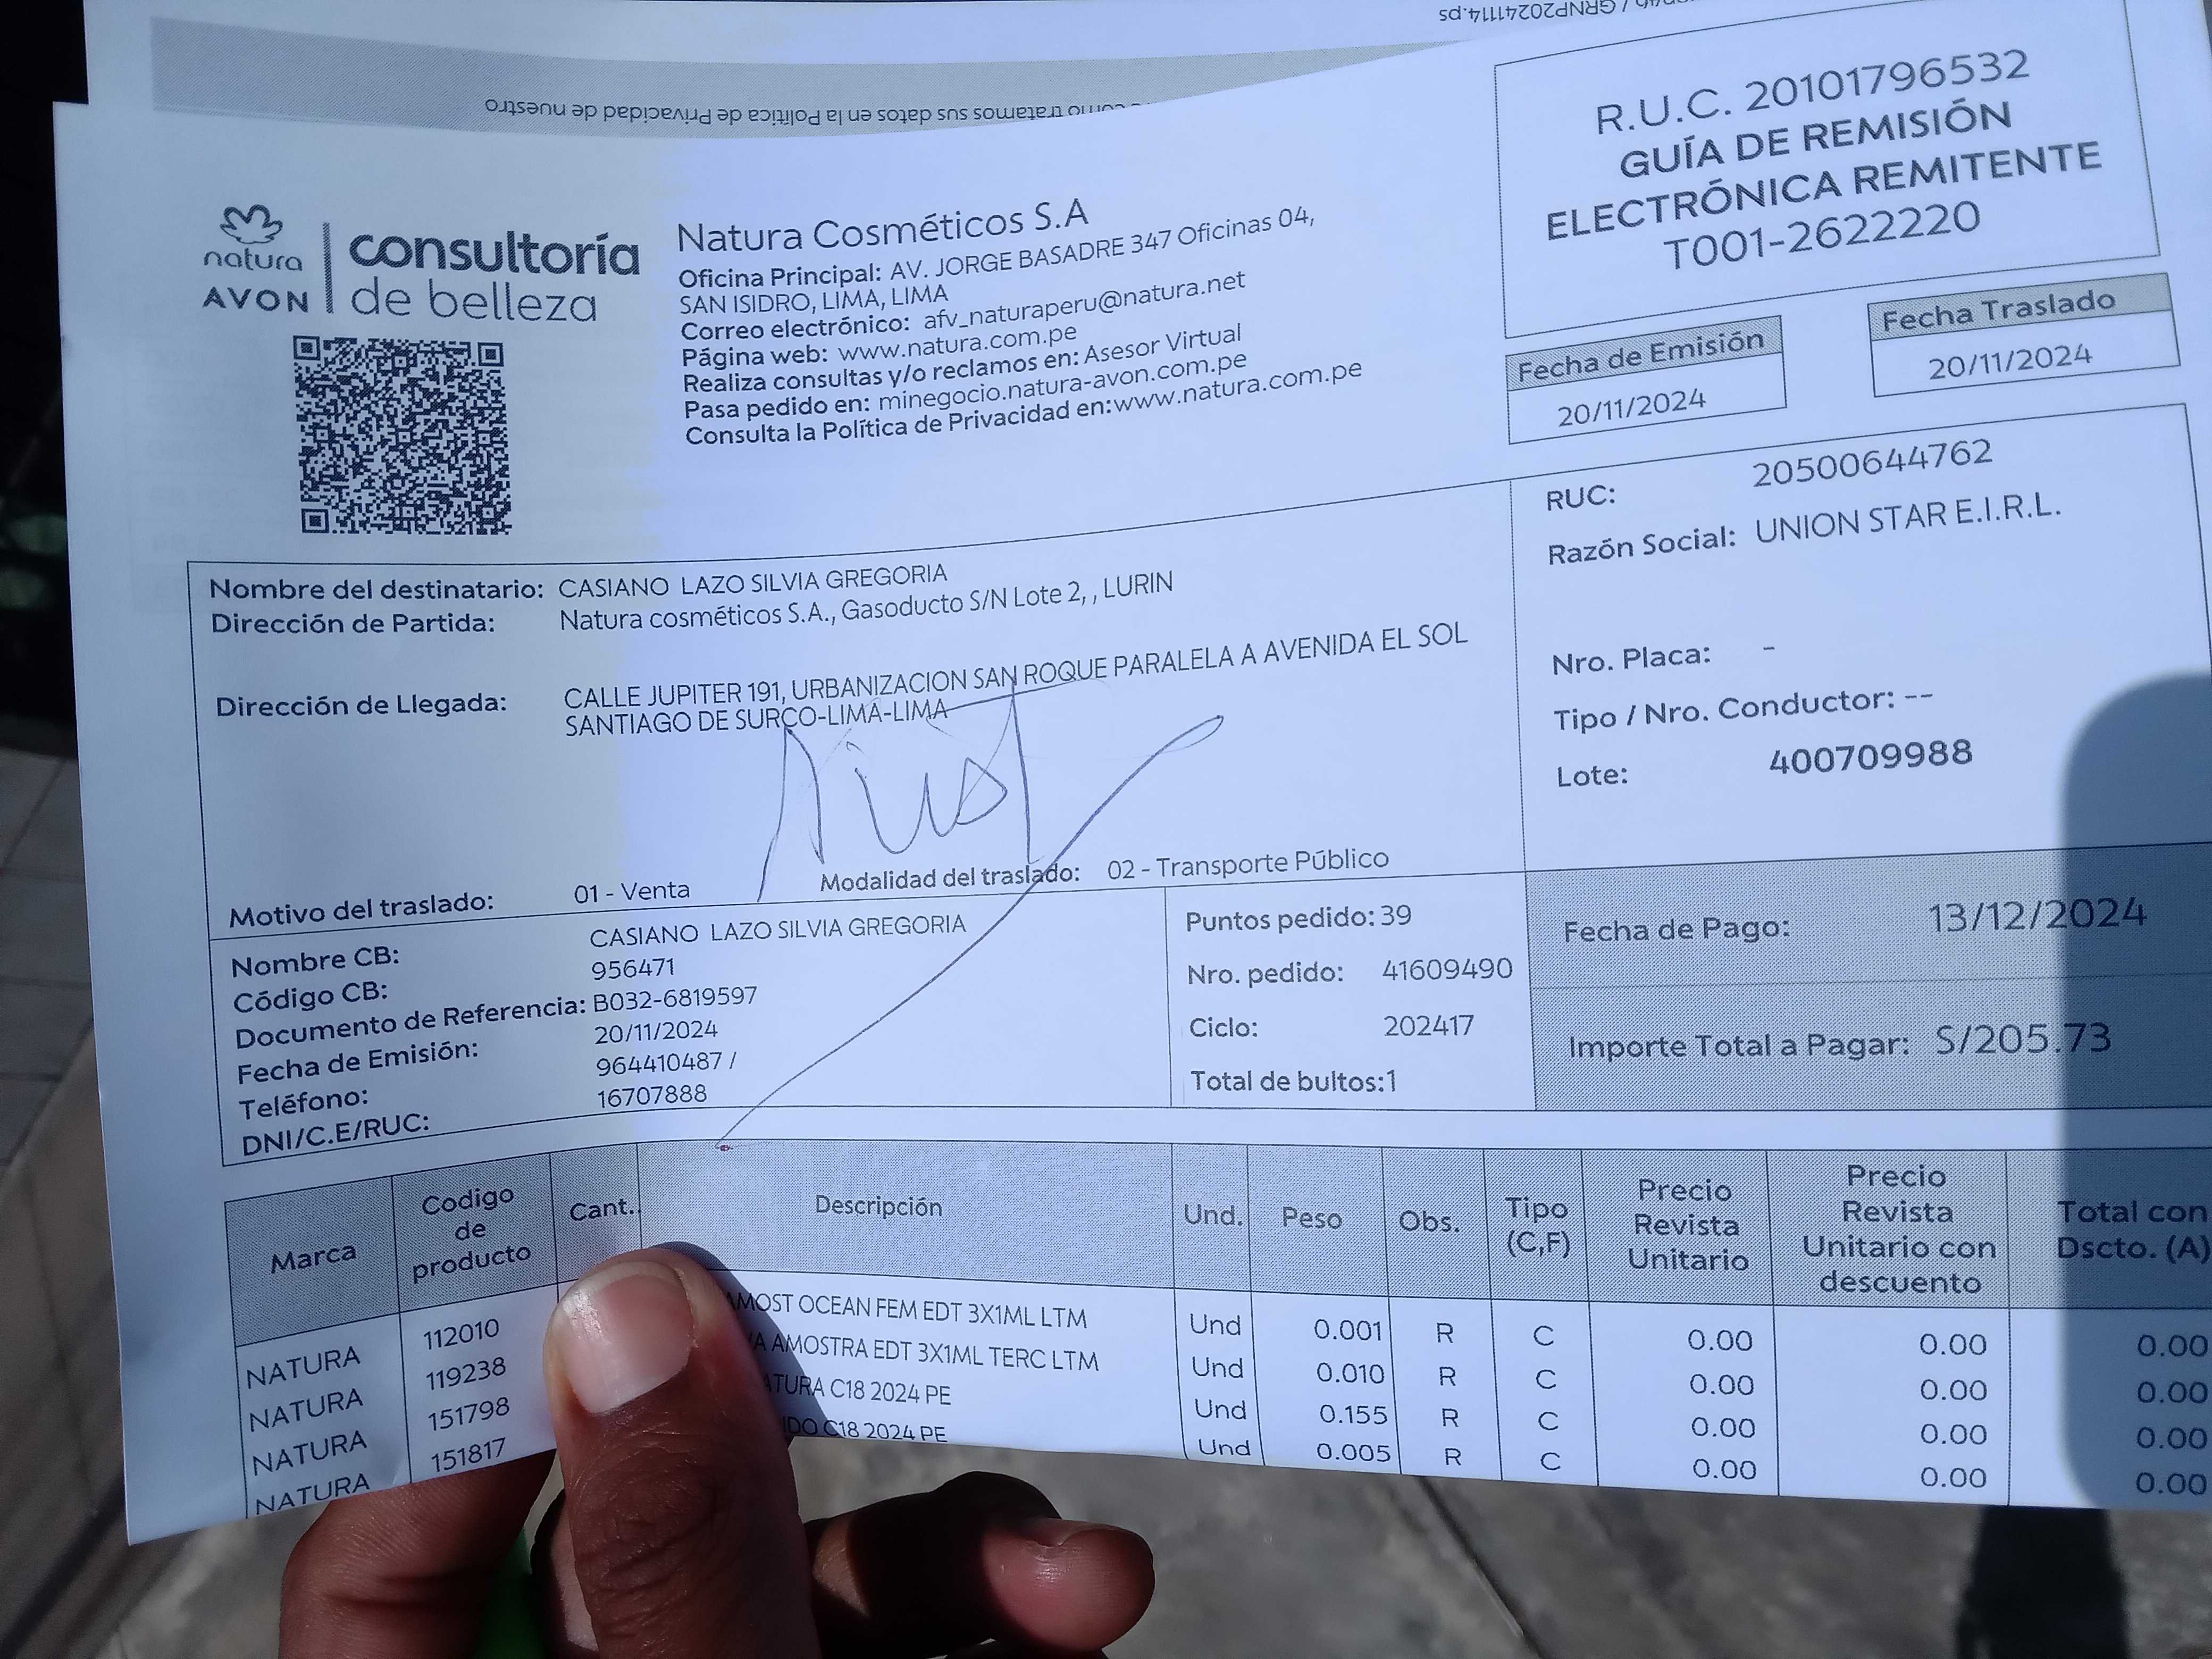 GRNP20241114.ps
como tratamos sus datos en la Política de Privacidad de nuestro
R.U.C. 20101796532
GUÍA DE REMISIÓN
ELECTRÓNICA REMITENTE
T001-2622220
natura
AVON
consultoría
de belleza
Natura Cosméticos S.A
Oficina Principal: AV. JORGE BASADRE 347 Oficinas 04,
SAN ISIDRO, LIMA, LIMA
Correo electrónico: afv_naturaperu@natura.net
Página web: www.natura.com.pe
Realiza consultas y/o reclamos en: Asesor Virtual
Pasa pedido en: minegocio.natura-avon.com.pe
Consulta la Política de Privacidad en:www.natura.com.pe
Fecha de Emisión
20/11/2024
Fecha Traslado
20/11/2024
Nombre del destinatario: CASIANO LAZO SILVIA GREGORIA
Dirección de Partida: Natura cosméticos S.A., Gasoducto S/N Lote 2, , LURIN
Dirección de Llegada: CALLE JUPITER 191, URBANIZACION SAN ROQUE PARALELA A AVENIDA EL SOL
SANTIAGO DE SURCO-LIMA-LIMA
Motivo del traslado: 01 - Venta Modalidad del traslado: 02 - Transporte Público
RUC: 20500644762
Razón Social: UNION STAR E.I.R.L.
Nro. Placa: -
Tipo / Nro. Conductor: --
Lote: 400709988
Nombre CB: CASIANO LAZO SILVIA GREGORIA
Código CB: 956471
Documento de Referencia: B032-6819597
Fecha de Emisión: 20/11/2024
Teléfono: 964410487 /
DNI/C.E/RUC: 16707888
Puntos pedido: 39
Nro. pedido: 41609490
Ciclo: 202417
Total de bultos:1
Fecha de Pago: 13/12/2024
Importe Total a Pagar: S/205.73
Marca Codigo de producto Cant. Descripción Und. Peso Obs. Tipo (C,F) Precio Revista Unitario Precio Revista Unitario con descuento Total con Dscto. (A)
NATURA 112010 AMOST OCEAN FEM EDT 3X1ML LTM Und 0.001 R C 0.00 0.00 0.00
NATURA 119238 AMOSTRA EDT 3X1ML TERC LTM Und 0.010 R C 0.00 0.00 0.00
NATURA 151798 C18 2024 PE Und 0.155 R C 0.00 0.00 0.00
NATURA 151817 C18 2024 PE Und 0.005 R C 0.00 0.00 0.00